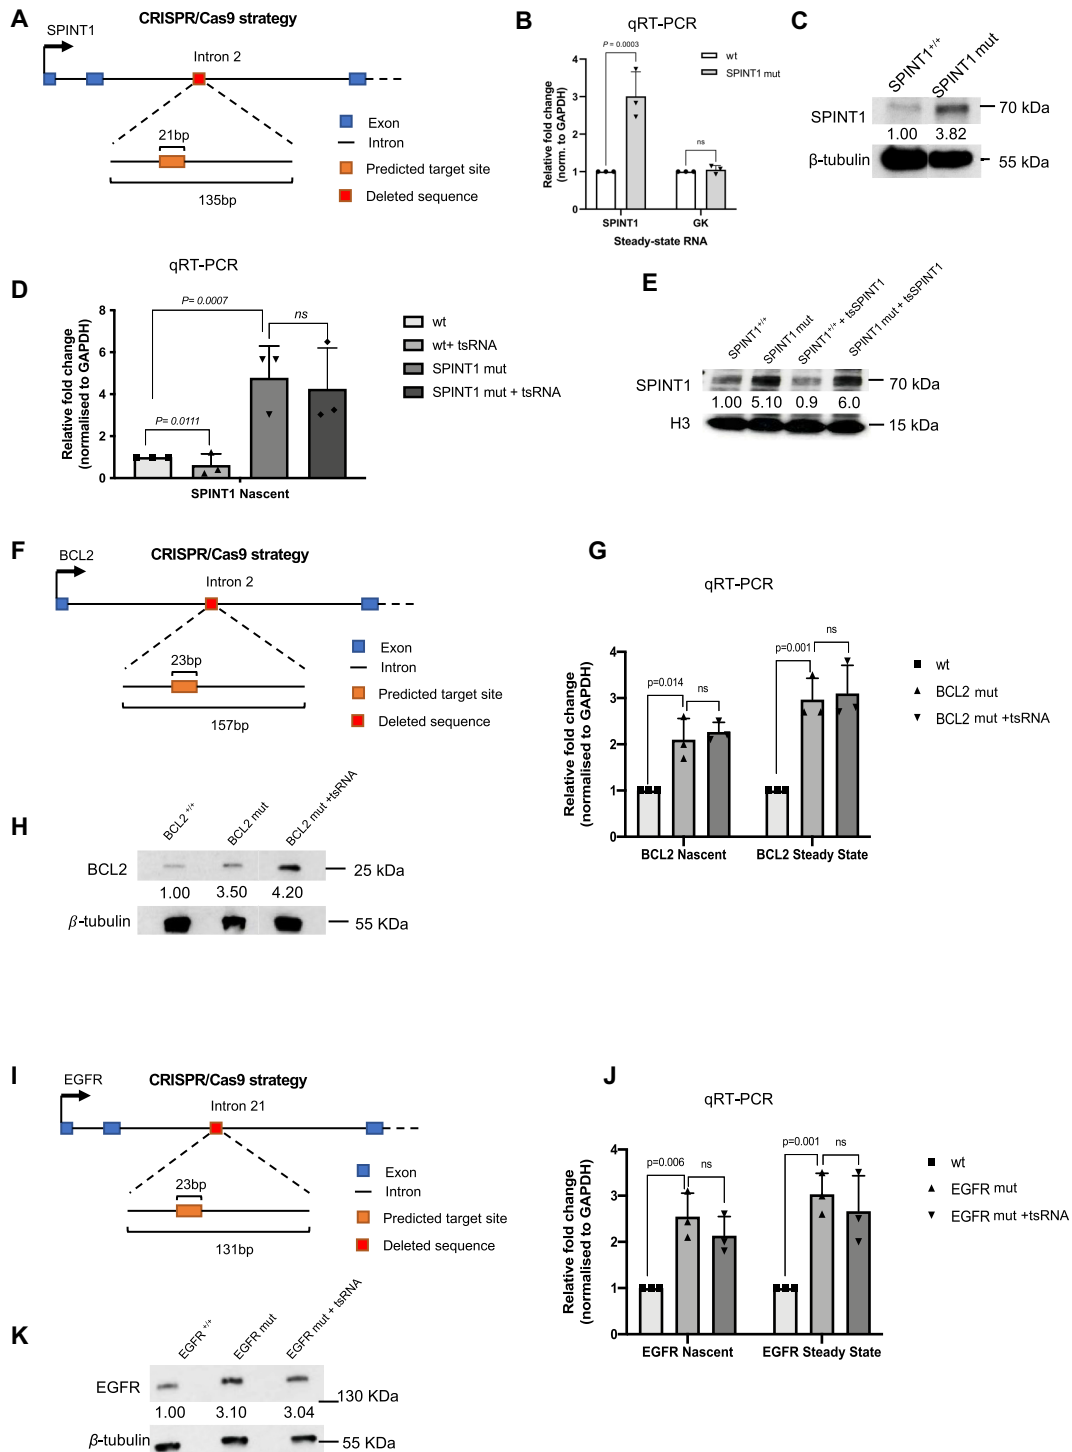 A
CRISPR/Cas9 strategy
SPINT1
Intron 2
21bp
135bp
Exon
Intron
Predicted target site
Deleted sequence
B
qRT-PCR
P = 0.0003
ns
Relative fold change
(norm. to GAPDH)
4
3
2
1
0
SPINT1
GK
Steady-state RNA
wt
SPINT1 mut
C
SPINT1+/+
SPINT1 mut
SPINT1
70 kDa
1.00
3.82
β-tubulin
55 kDa
D
qRT-PCR
P= 0.0007
ns
P= 0.0111
Relative fold change
(normalised to GAPDH)
8
6
4
2
0
SPINT1 Nascent
wt
wt+ tsRNA
SPINT1 mut
SPINT1 mut + tsRNA
E
SPINT1+/+
SPINT1 mut
SPINT1+/+ + tsSPINT1
SPINT1 mut + tsSPINT1
SPINT1
70 kDa
1.00 5.10 0.9 6.0
H3
15 kDa
F
BCL2
CRISPR/Cas9 strategy
Intron 2
23bp
157bp
Exon
Intron
Predicted target site
Deleted sequence
G
qRT-PCR
p=0.014
ns
p=0.001
ns
Relative fold change
(normalised to GAPDH)
4
3
2
1
0
BCL2 Nascent
BCL2 Steady State
wt
BCL2 mut
BCL2 mut +tsRNA
H
BCL2 +/+
BCL2 mut
BCL2 mut +tsRNA
BCL2
25 kDa
1.00 3.50 4.20
β-tubulin
55 KDa
I
EGFR
CRISPR/Cas9 strategy
Intron 21
23bp
131bp
Exon
Intron
Predicted target site
Deleted sequence
J
qRT-PCR
p=0.006
ns
p=0.001
ns
Relative fold change
(normalised to GAPDH)
4
3
2
1
0
EGFR Nascent
EGFR Steady State
wt
EGFR mut
EGFR mut +tsRNA
K
EGFR +/+
EGFR mut
EGFR mut + tsRNA
EGFR
130 KDa
1.00 3.10 3.04
β-tubulin
55 KDa